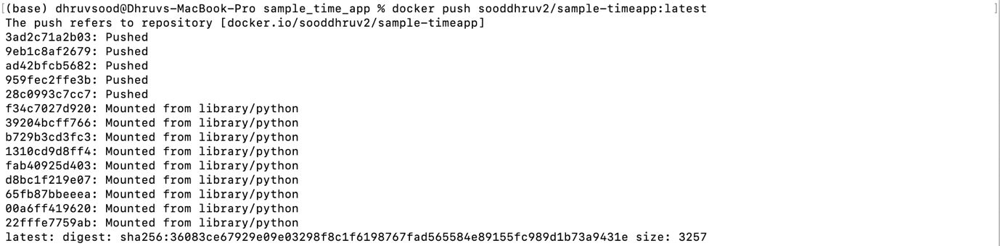 [(base) dhruvsood@Dhruvs-MacBook-Pro sample_time_app % docker push sooddhruv2/sample-timeapp:latest ]
The push refers to repository [docker.io/sooddhruv2/sample-timeapp]
3ad2c71a2b03: Pushed
9eb1c8af2679: Pushed
ad42bfcb5682: Pushed
959fec2ffe3b: Pushed
28c0993c7cc7: Pushed
f34c7027d920: Mounted from library/python
39204bcff766: Mounted from library/python
b729b3cd3fc3: Mounted from library/python
1310cd9d8ff4: Mounted from library/python
fab40925d403: Mounted from library/python
d8bc1f219e07: Mounted from library/python
65fb87bbeeea: Mounted from library/python
00a6ff419620: Mounted from library/python
22fffe7759ab: Mounted from library/python
latest: digest: sha256:36083ce67929e09e03298f8c1f6198767fad565584e89155fc989d1b73a9431e size: 3257